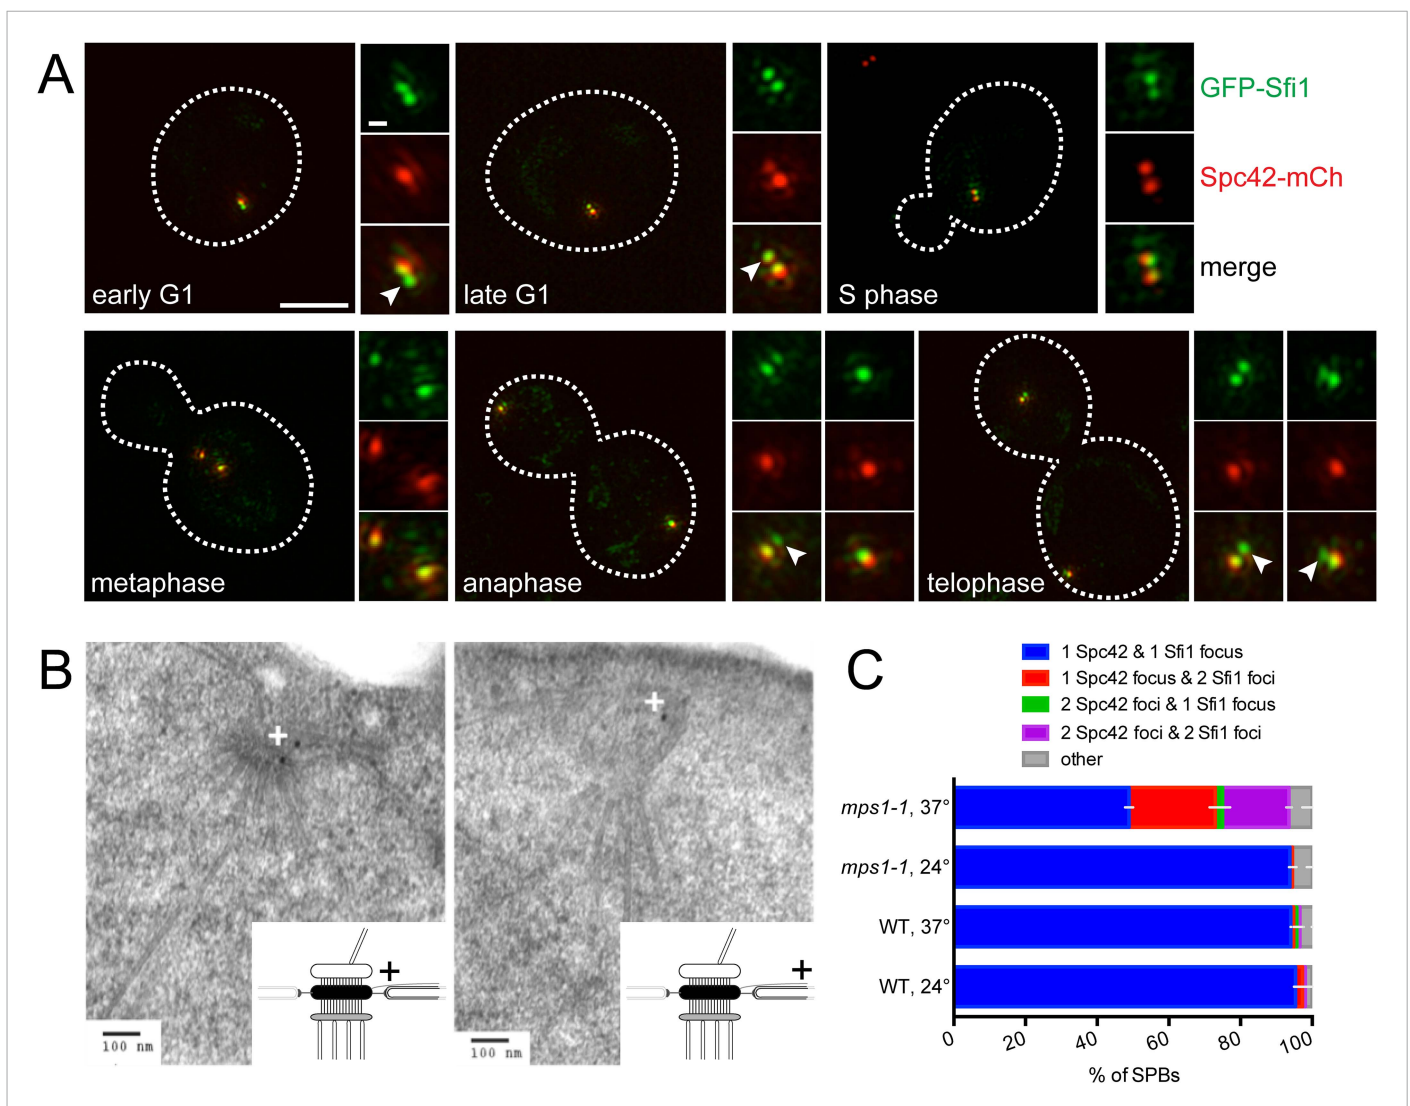 A
early G1
late G1
S phase
GFP-Sfi1
Spc42-mCh
merge
metaphase
anaphase
telophase
B
100 nm
100 nm
C
1 Spc42 & 1 Sfi1 focus
1 Spc42 focus & 2 Sfi1 foci
2 Spc42 foci & 1 Sfi1 focus
2 Spc42 foci & 2 Sfi1 foci
other
mps1-1, 37°
mps1-1, 24°
WT, 37°
WT, 24°
0 20 40 60 80 100
% of SPBs